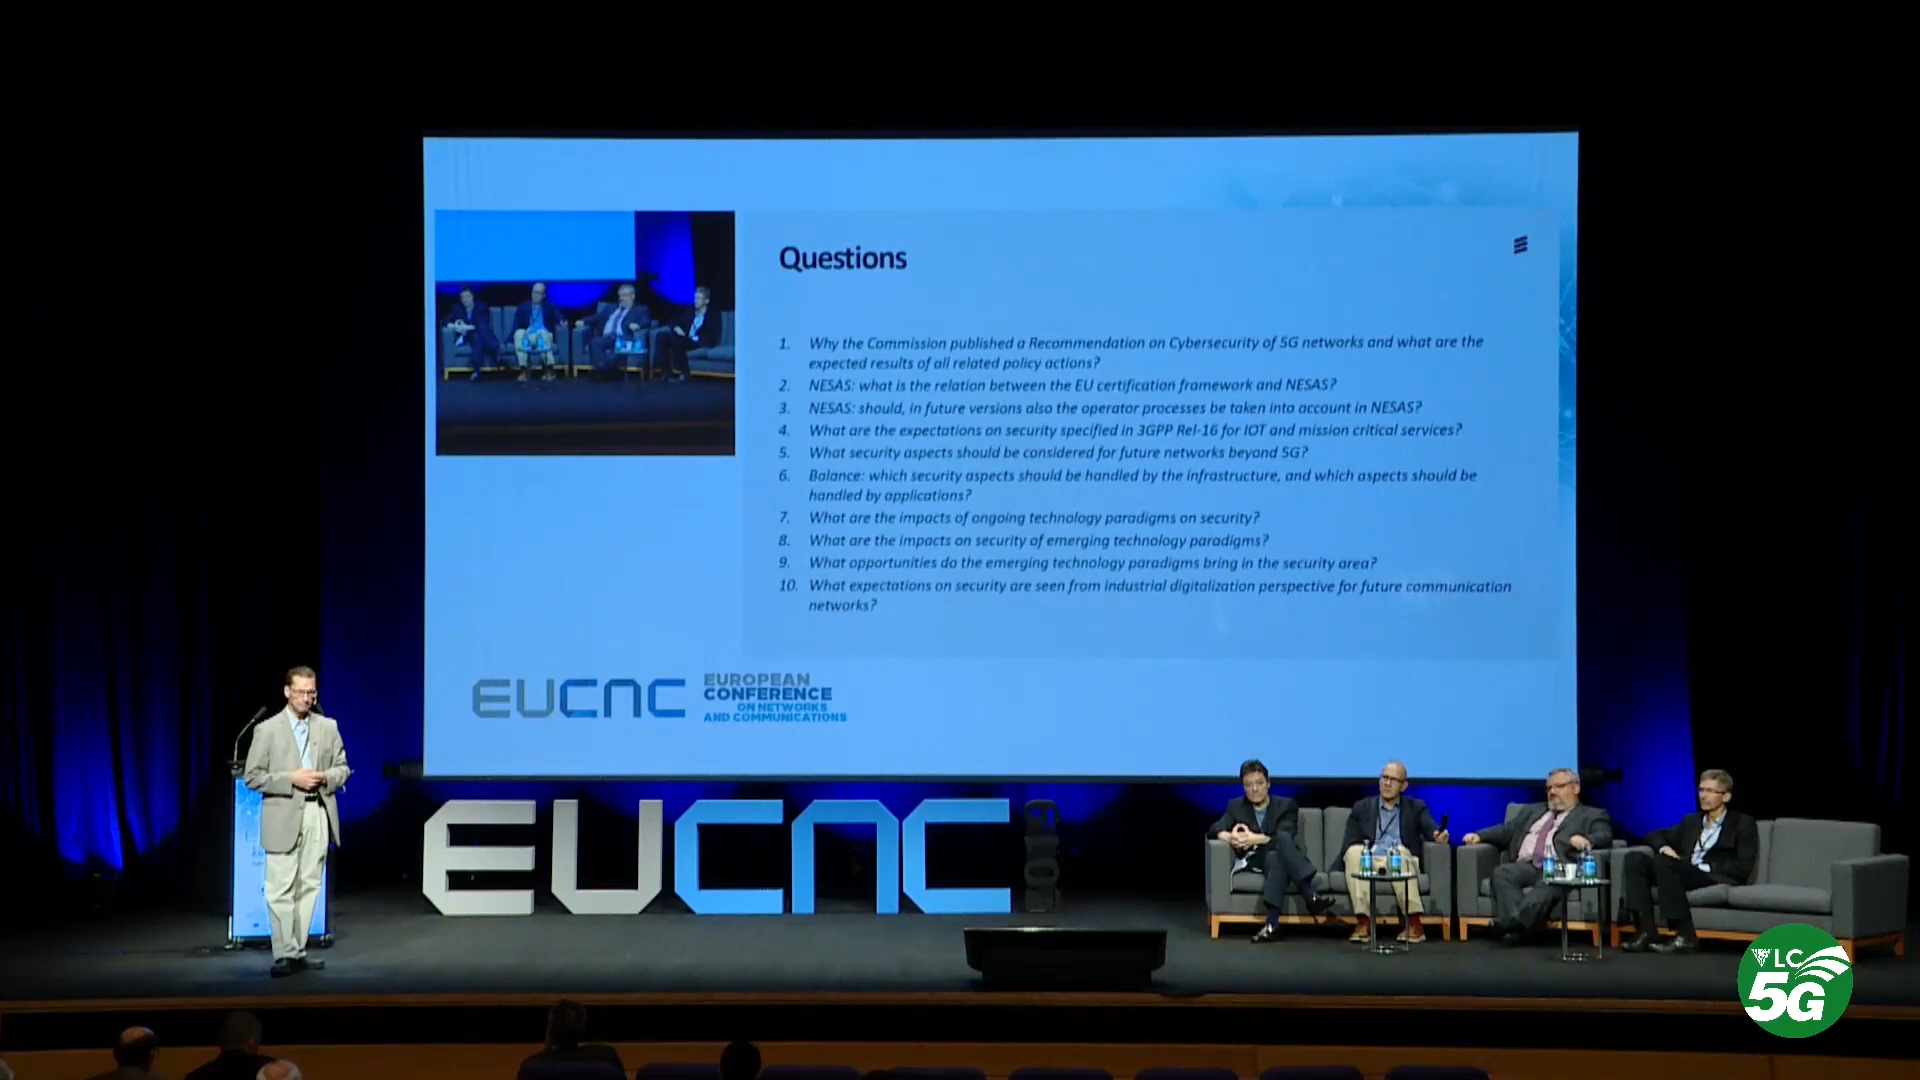 Questions
1. Why the Commission published a Recommendation on Cybersecurity of 5G networks and what are the
expected results of all related policy actions?
2. NESAS: what is the relation between the EU certification framework and NESAS?
3. NESAS: should, in future versions also the operator processes be taken into account in NESAS?
4. What are the expectations on security specified in 3GPP Rel-16 for IOT and mission critical services?
5. What security aspects should be considered for future networks beyond 5G?
6. Balance: which security aspects should be handled by the infrastructure, and which aspects should be
handled by applications?
7. What are the impacts of ongoing technology paradigms on security?
8. What are the impacts on security of emerging technology paradigms?
9. What opportunities do the emerging technology paradigms bring in the security area?
10. What expectations on security are seen from industrial digitalization perspective for future communication
networks?
EUCNC
EUROPEAN
CONFERENCE
ON NETWORKS
AND COMMUNICATIONS
EUCNC
VLC
5G